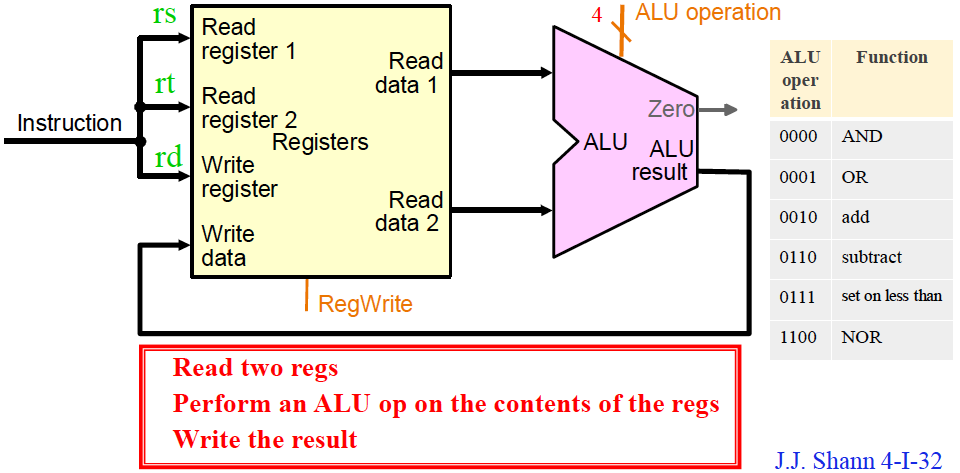 rs
rt
rd
Instruction
Read
register 1
Read
register 2
Registers
Write
register
Write
data
Read
data 1
Read
data 2
RegWrite
4
ALU operation
Zero
ALU
ALU
result
ALU
oper
ation
Function
0000 AND
0001 OR
0010 add
0110 subtract
0111 set on less than
1100 NOR
Read two regs
Perform an ALU op on the contents of the regs
Write the result
J.J. Shann 4-I-32